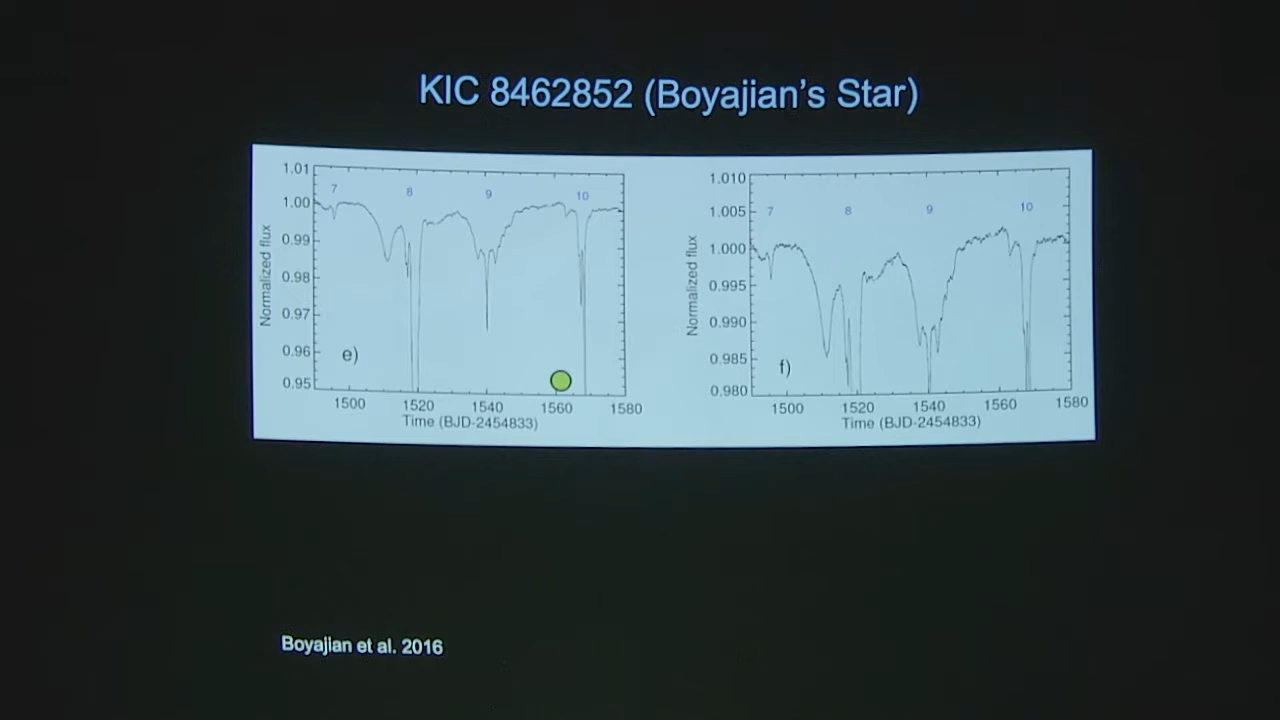 KIC 8462852 (Boyajian's Star)
1.01
1.00
0.99
0.98
0.97
0.96
0.95
Normalized flux
7 8 9 10
e)
1500 1520 1540 1560 1580
Time (BJD-2454833)
1.010
1.005
1.000
0.995
0.990
0.985
0.980
Normalized flux
7 8 9 10
f)
1500 1520 1540 1560 1580
Time (BJD-2454833)
Boyajian et al. 2016